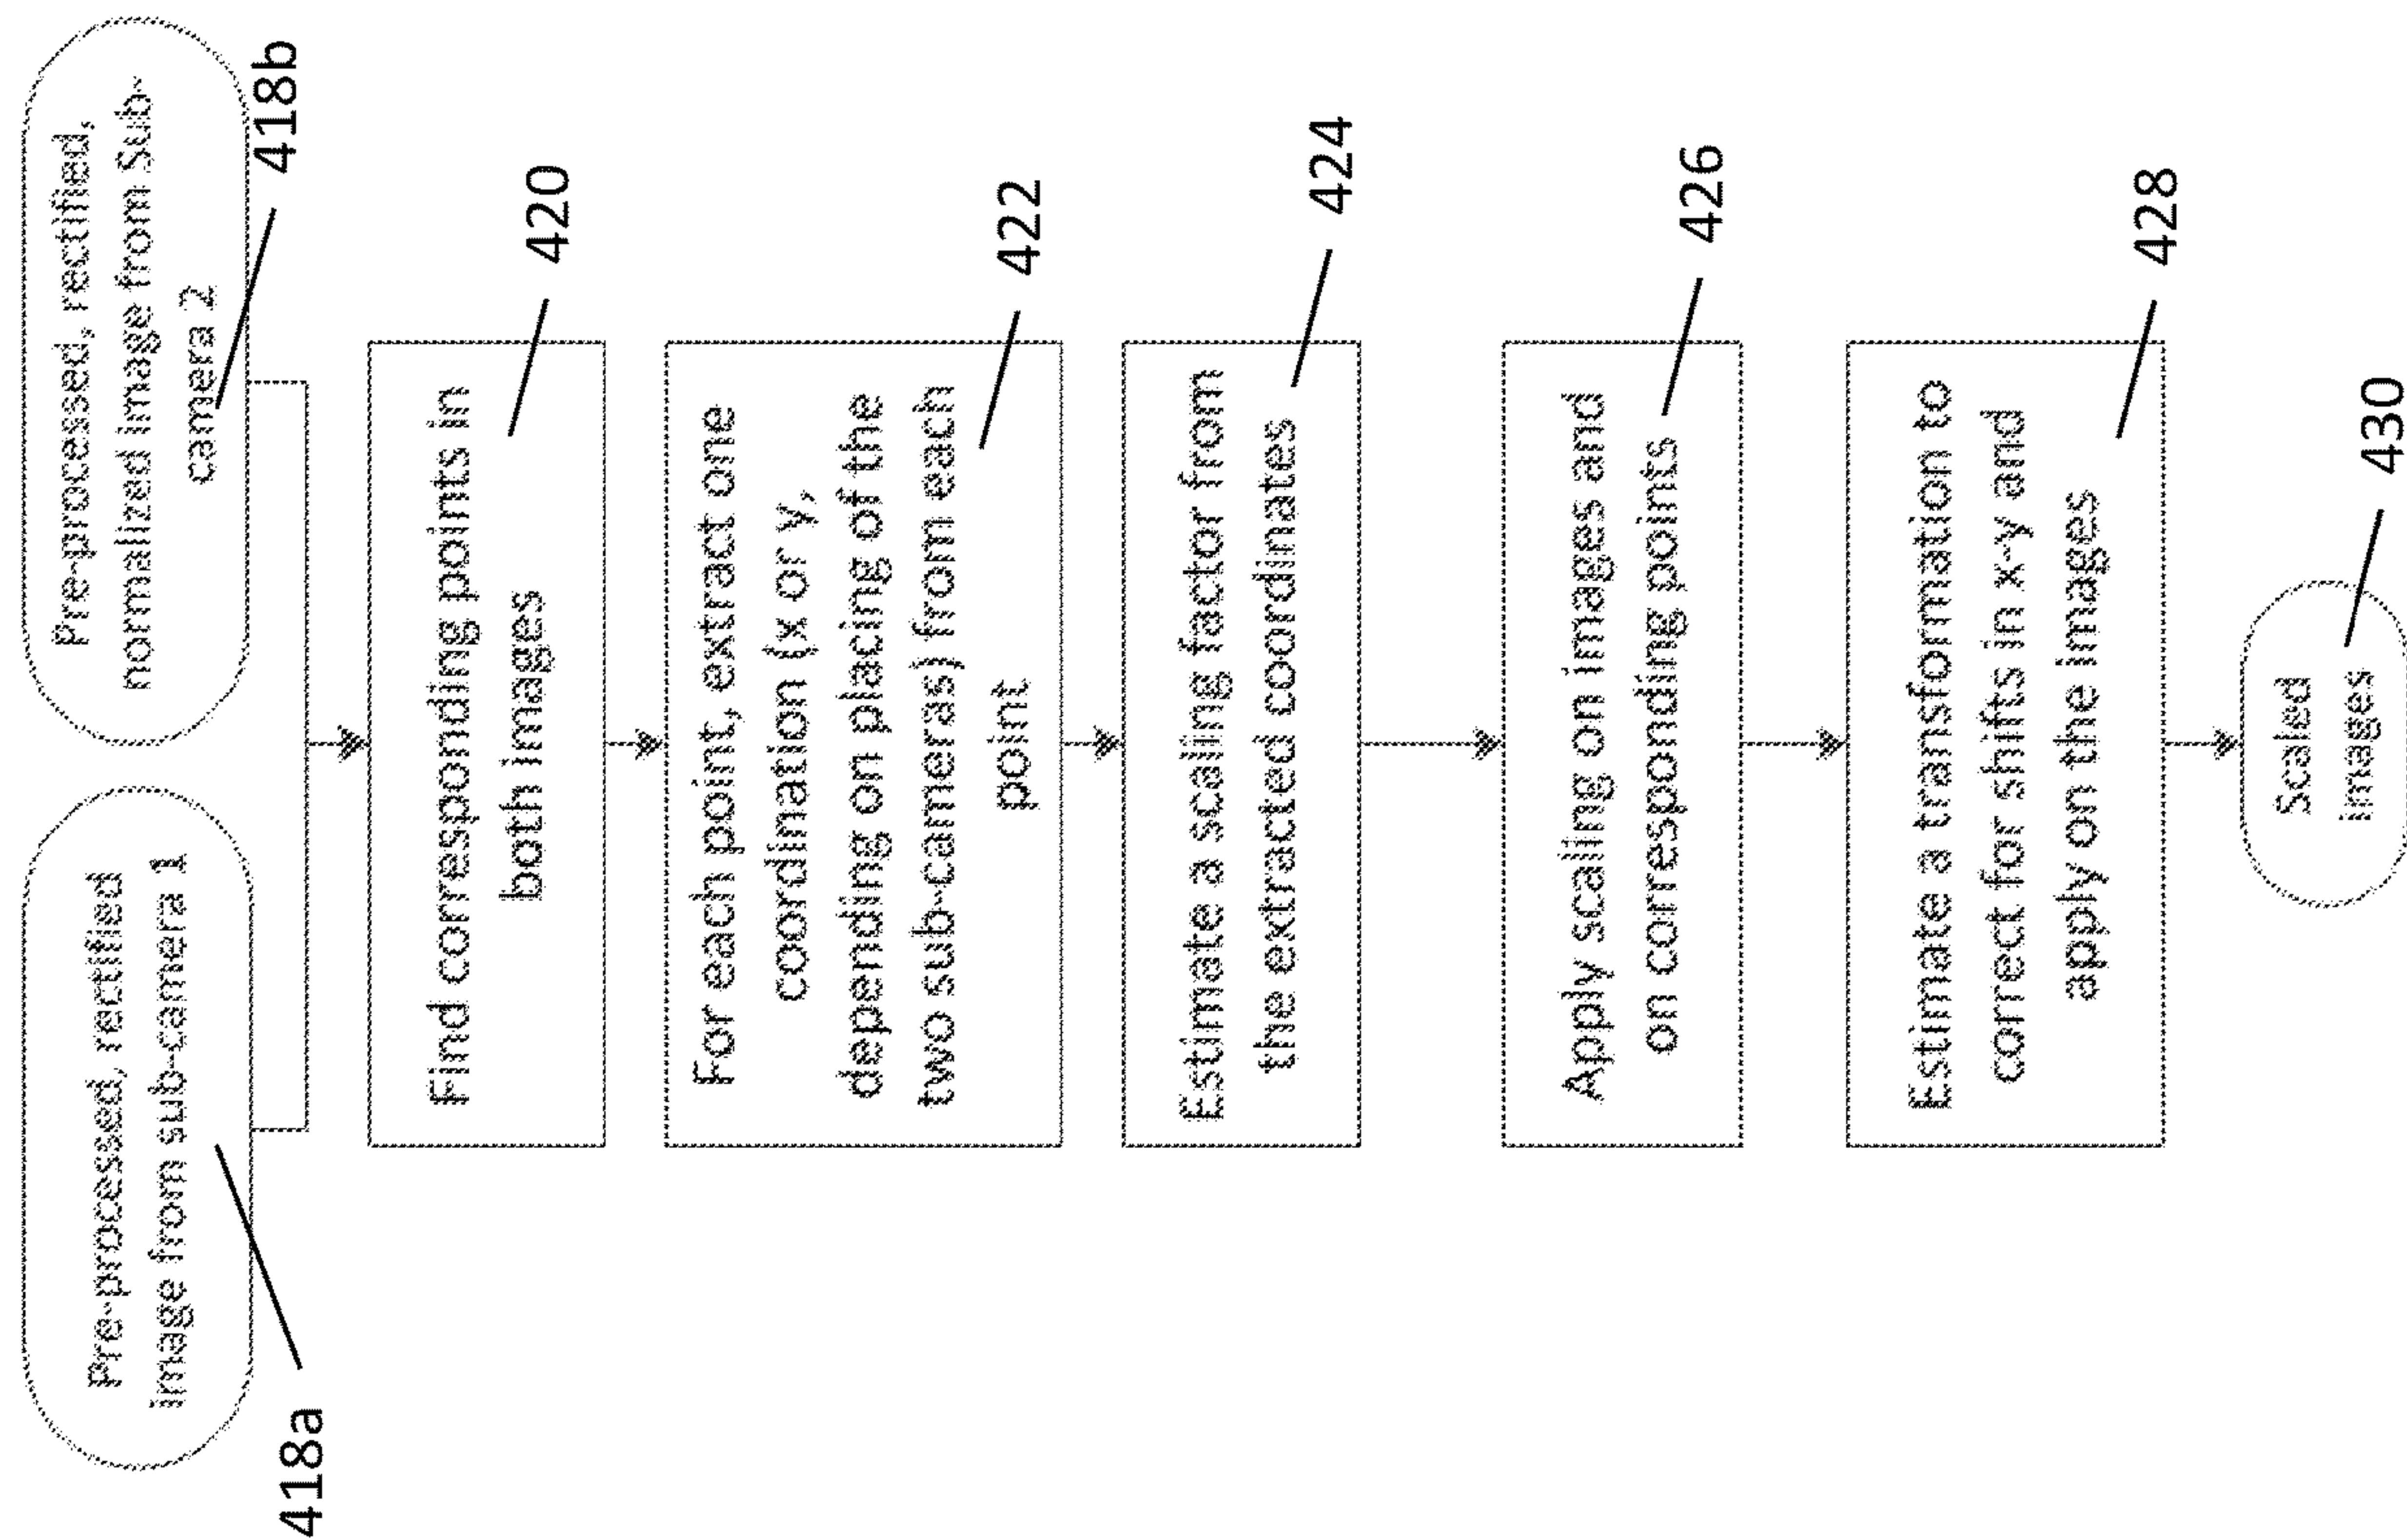 Pre-processed, rectified
image from sub-camera 1
418a
Pre-processed, rectified,
normalized image from Sub-
camera 2
418b
Find corresponding points in
both images
420
For each point, extract one
coordination (x or y,
depending on placing of the
two sub-cameras) from each
point
422
Estimate a scaling factor from
the extracted coordinates
424
Apply scaling on images and
on corresponding points
426
Estimate a transformation to
correct for shifts in x-y and
apply on the images
428
Scaled
images
430